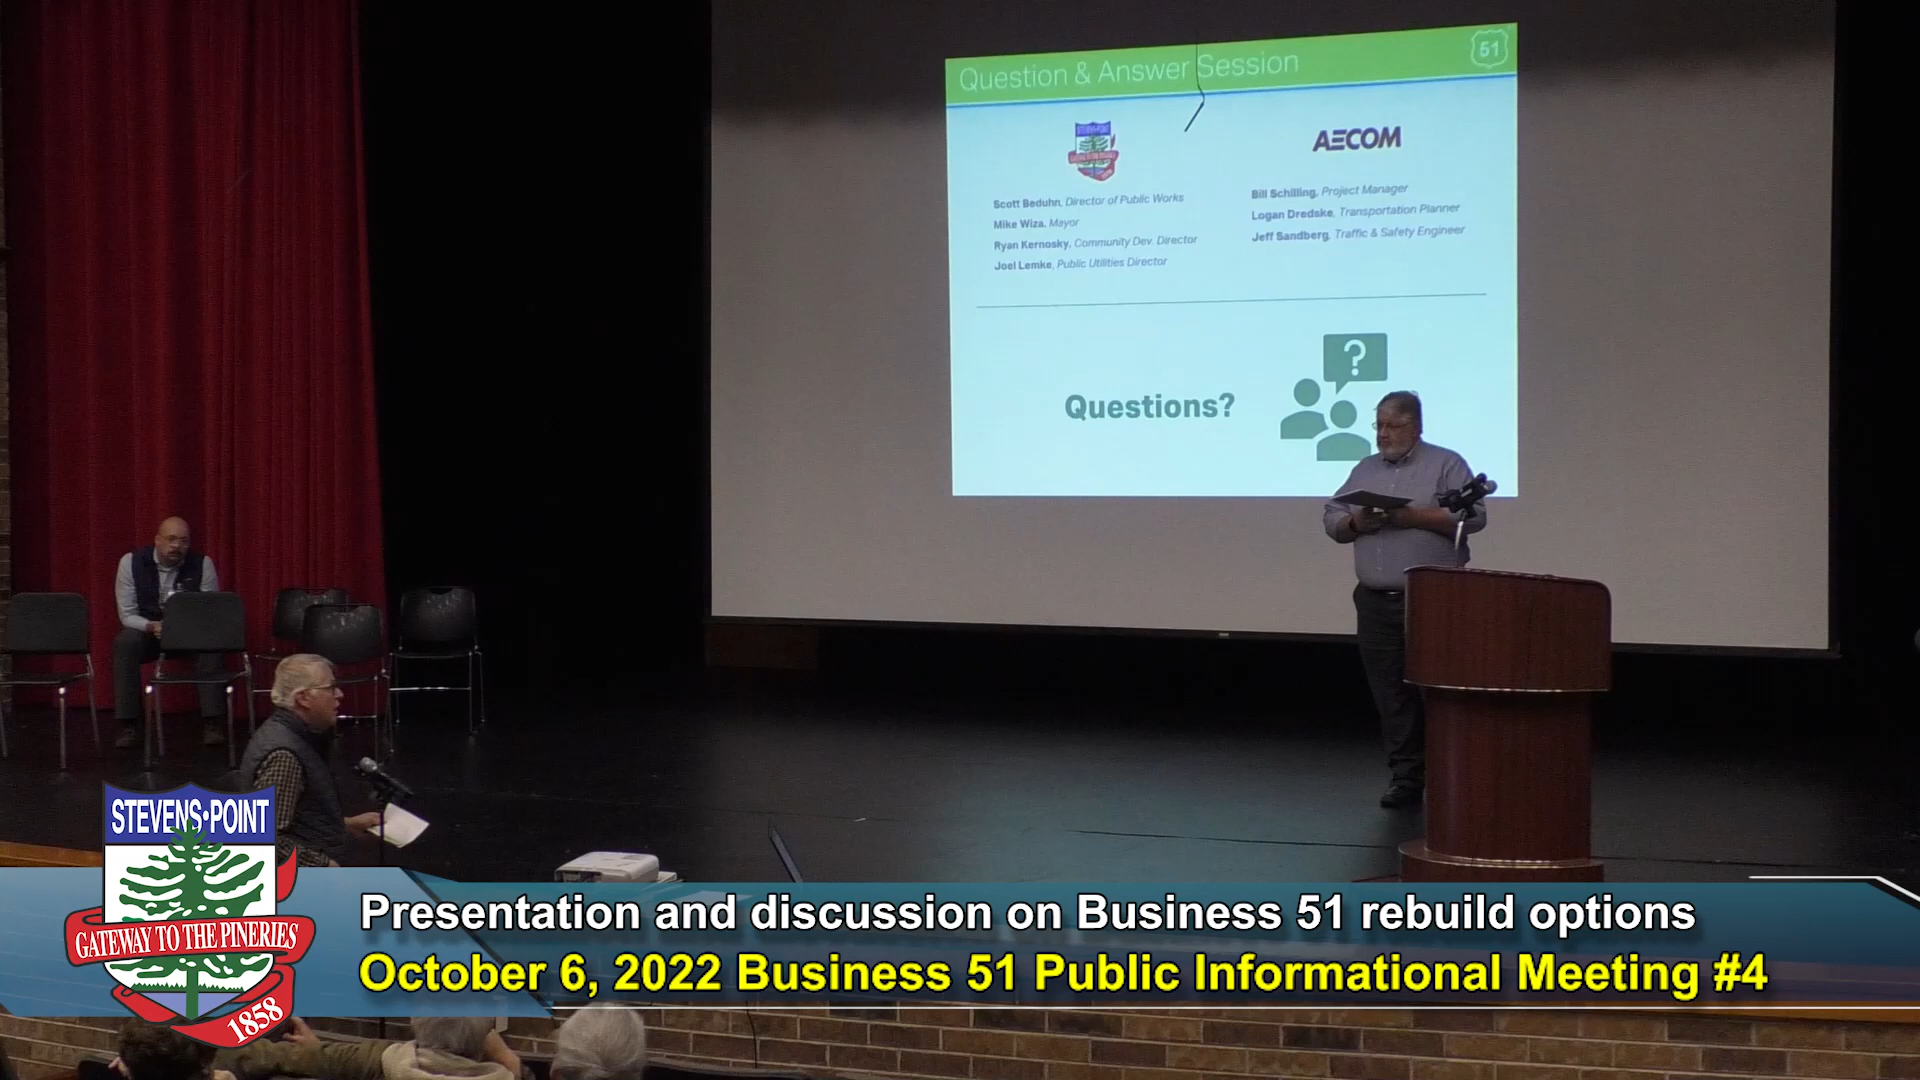 Question & Answer Session
51
STEVENS·POINT
AECOM
Scott Beduhn, Director of Public Works
Mike Wiza, Mayor
Ryan Kernosky, Community Dev. Director
Joel Lemke, Public Utilities Director
Bill Schilling, Project Manager
Logan Dredske, Transportation Planner
Jeff Sandberg, Traffic & Safety Engineer
Questions?
?
STEVENS·POINT
GATEWAY TO THE PINERIES
1858
Presentation and discussion on Business 51 rebuild options
October 6, 2022 Business 51 Public Informational Meeting #4